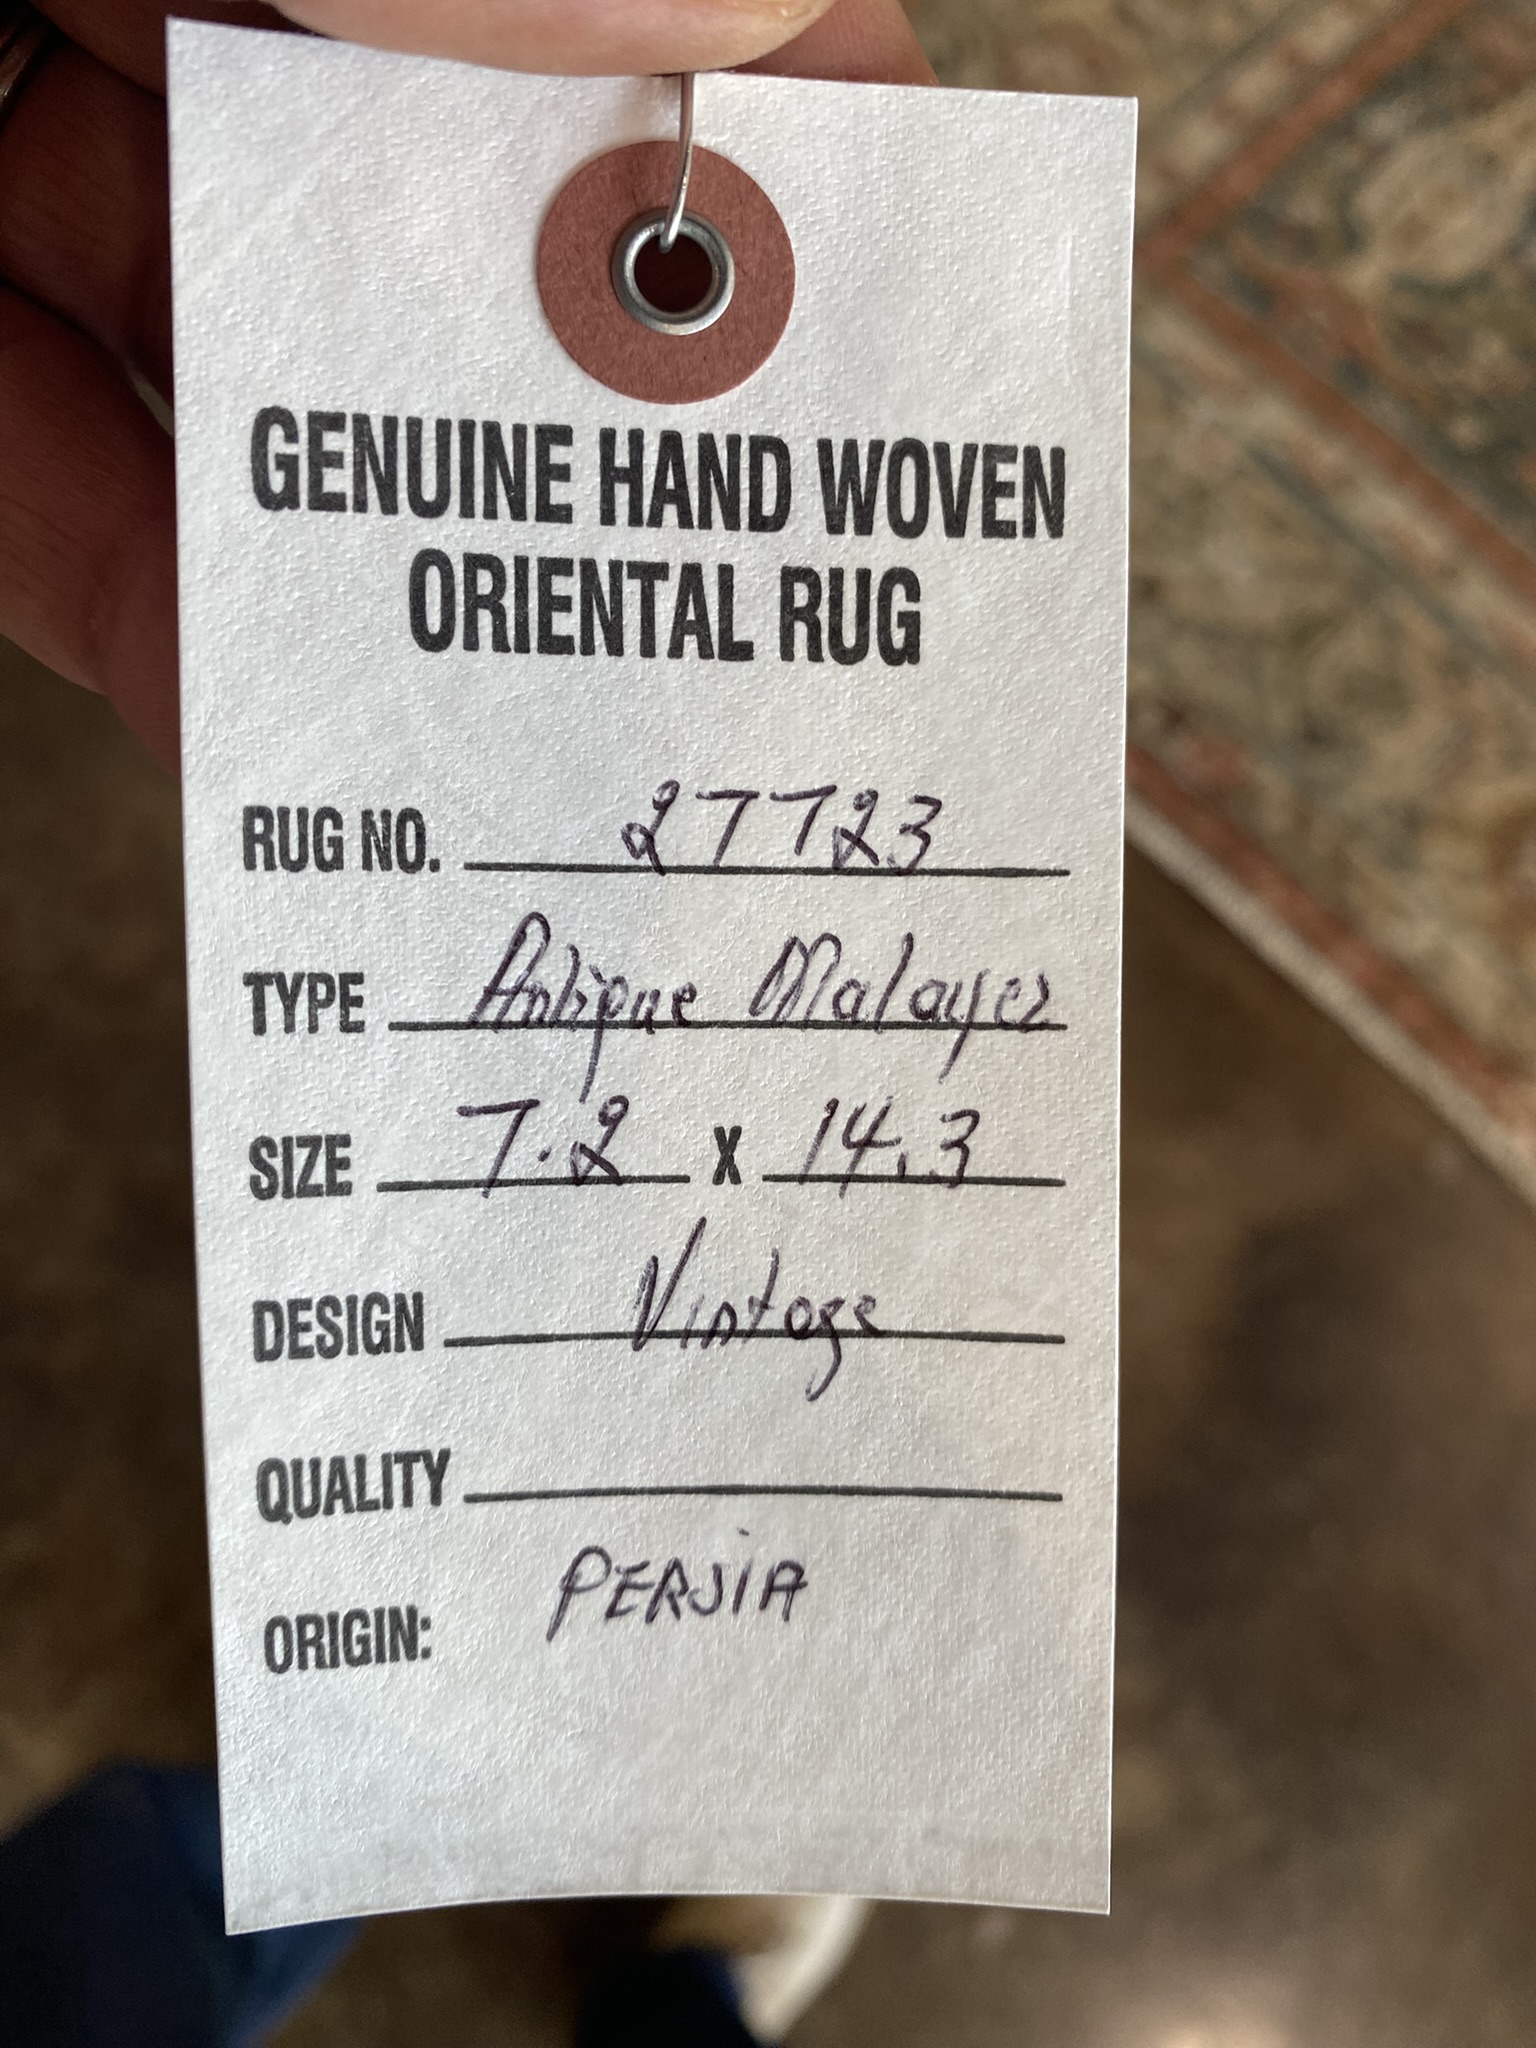 GENUINE HAND WOVEN
ORIENTAL RUG
RUG NO. 27723
TYPE Antique Malayer
SIZE 7.2 X 14.3
DESIGN Vintage
QUALITY
ORIGIN: PERSIA